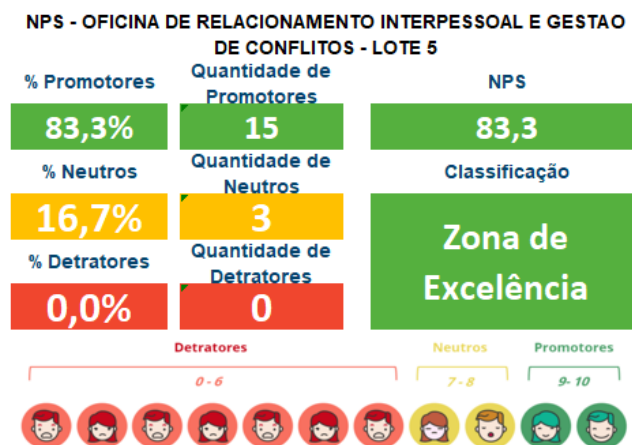 NPS - OFICINA DE RELACIONAMENTO INTERPESSOAL E GESTAO
DE CONFLITOS - LOTE 5
% Promotores
Quantidade de
Promotores
NPS
83,3%
15
83,3
% Neutros
Quantidade de
Neutros
Classificação
16,7%
3
Zona de
Excelência
% Detratores
Quantidade de
Detratores
0,0%
0
Detratores
Neutros
Promotores
0 - 6
7 - 8
9- 10